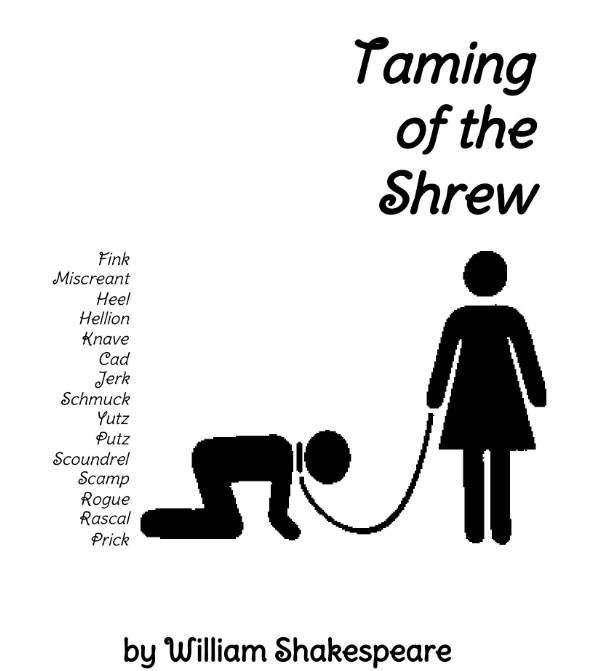 Taming
of the
Shrew
Fink
Miscreant
Heel
Hellion
Knave
Cad
Jerk
Schmuck
Yutz
Putz
Scoundrel
Scamp
Rogue
Rascal
Prick
by William Shakespeare